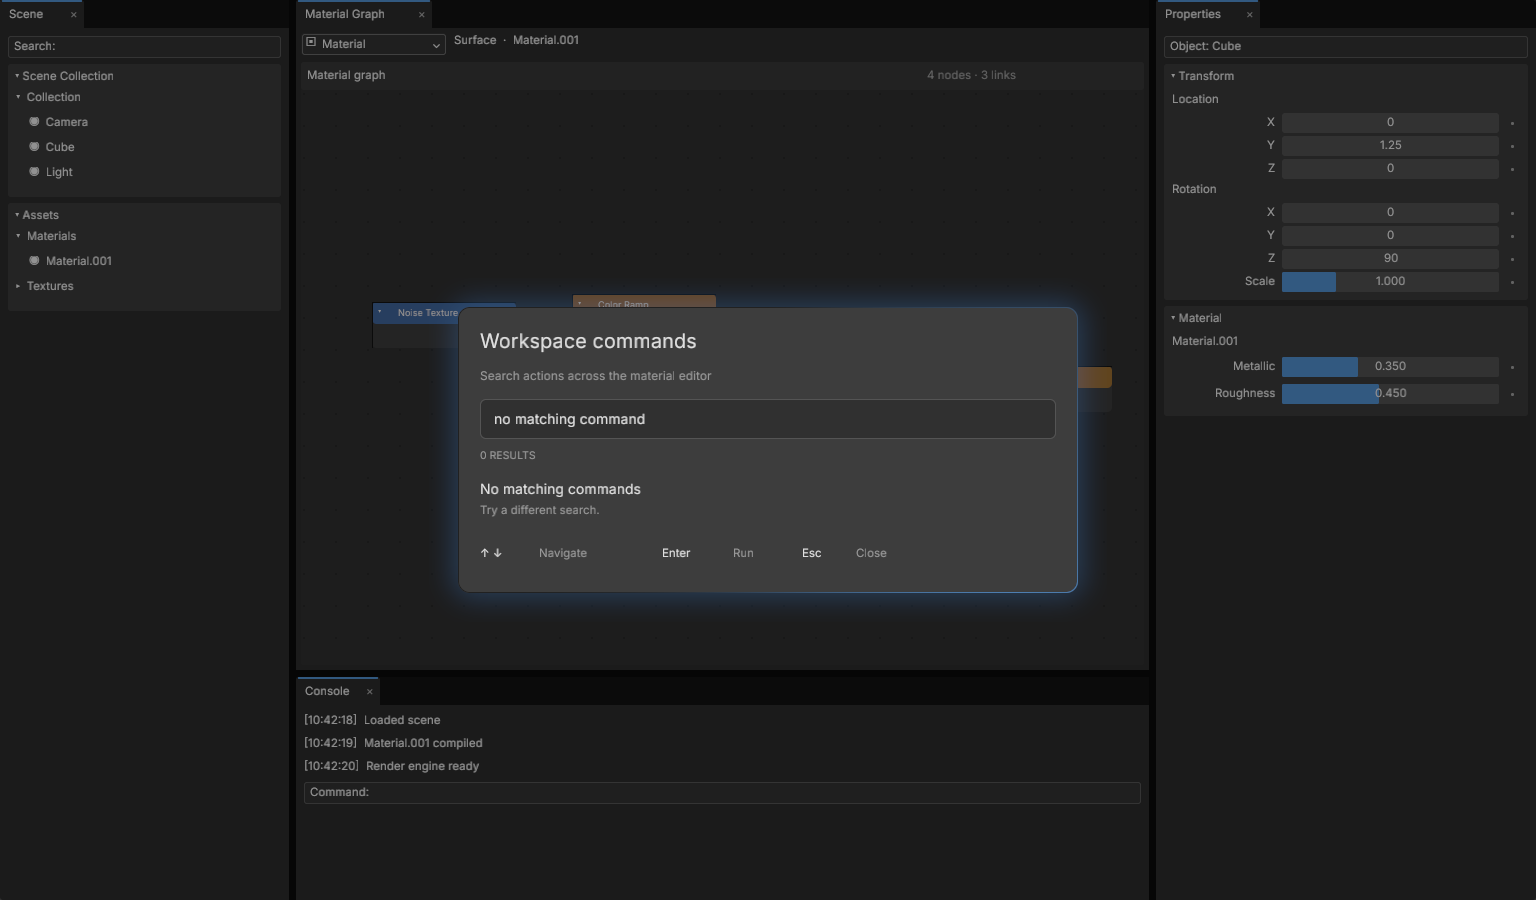 Scene ×
Search:
Scene Collection
Collection
Camera
Cube
Light
Assets
Materials
Material.001
Textures
Material Graph ×
Material
Surface · Material.001
Material graph
4 nodes · 3 links
Noise Texture
Color Ramp
Workspace commands
Search actions across the material editor
no matching command
0 RESULTS
No matching commands
Try a different search.
↑ ↓ Navigate Enter Run Esc Close
Console ×
[10:42:18] Loaded scene
[10:42:19] Material.001 compiled
[10:42:20] Render engine ready
Command:
Properties ×
Object: Cube
Transform
Location
X 0
Y 1.25
Z 0
Rotation
X 0
Y 0
Z 90
Scale 1.000
Material
Material.001
Metallic 0.350
Roughness 0.450